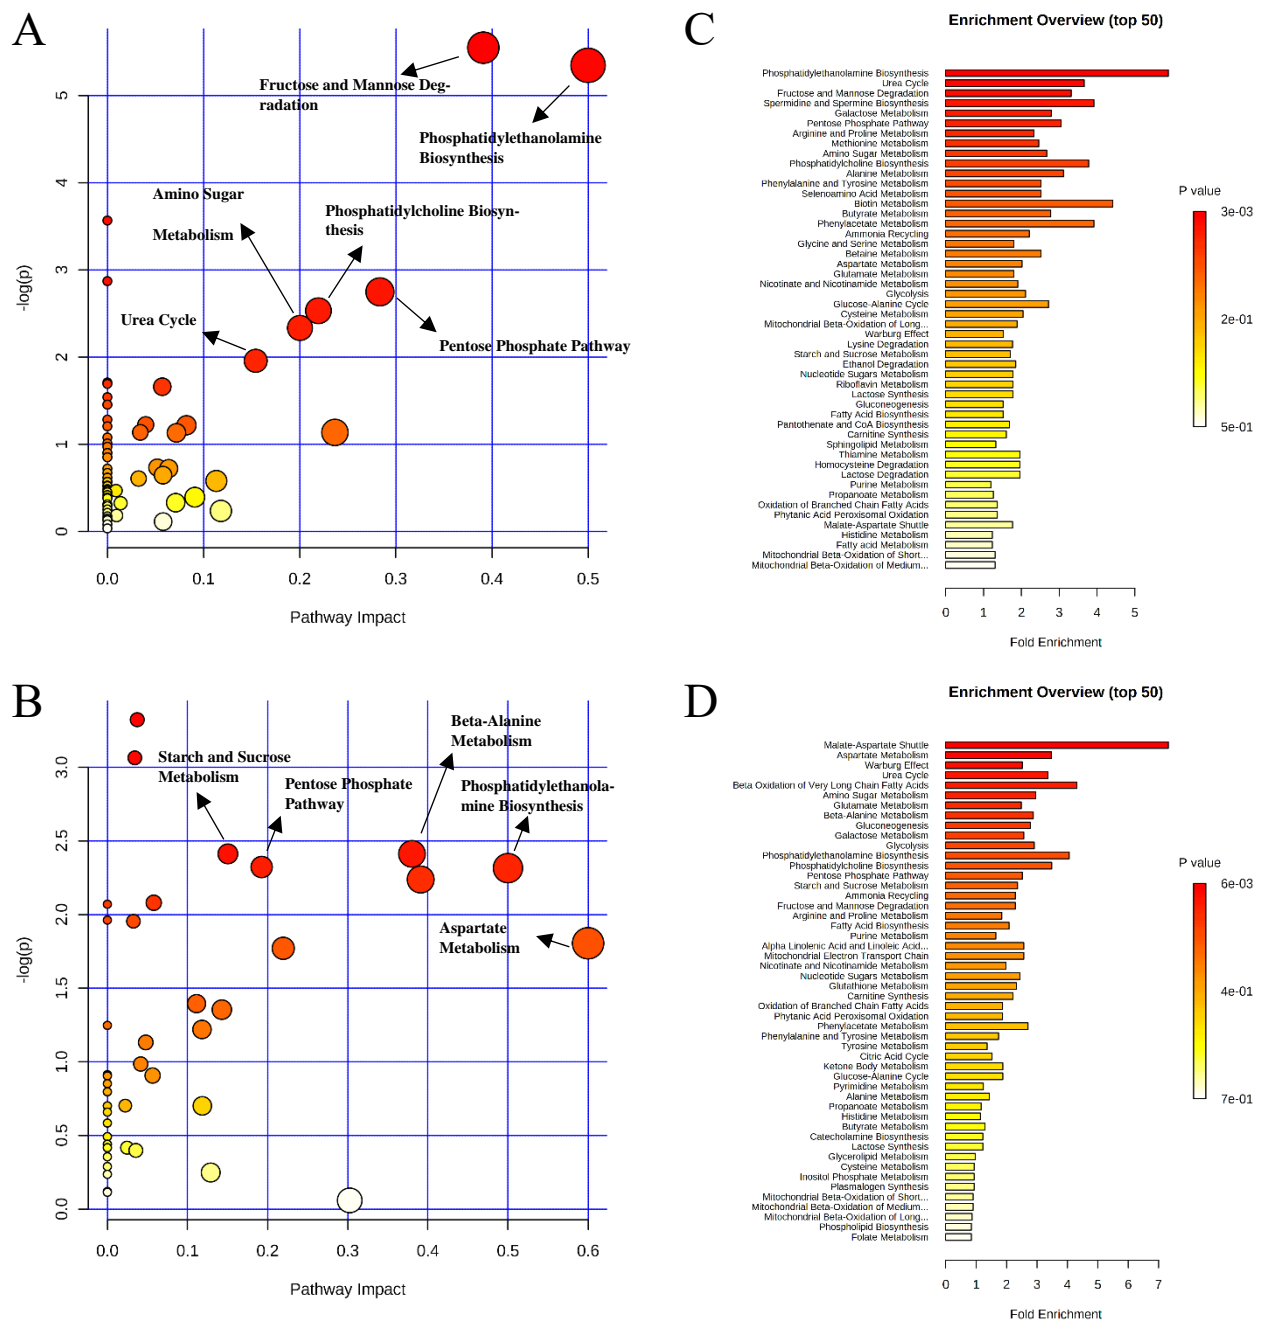 A
Fructose and Mannose Deg-
radation
Phosphatidylethanolamine
Biosynthesis
Amino Sugar
Metabolism
Phosphatidylcholine Biosyn-
thesis
Urea Cycle
Pentose Phosphate Pathway
-log(p)
5
4
3
2
1
0
0.0 0.1 0.2 0.3 0.4 0.5
Pathway Impact
C
Enrichment Overview (top 50)
Phosphatidylethanolamine Biosynthesis
Urea Cycle
Fructose and Mannose Degradation
Spermidine and Spermine Biosynthesis
Galactose Metabolism
Pentose Phosphate Pathway
Arginine and Proline Metabolism
Methionine Metabolism
Amino Sugar Metabolism
Phosphatidylcholine Biosynthesis
Alanine Metabolism
Phenylalanine and Tyrosine Metabolism
Selenoamino Acid Metabolism
Biotin Metabolism
Butyrate Metabolism
Phenylacetate Metabolism
Ammonia Recycling
Glycine and Serine Metabolism
Betaine Metabolism
Aspartate Metabolism
Glutamate Metabolism
Nicotinate and Nicotinamide Metabolism
Glycolysis
Glucose-Alanine Cycle
Cysteine Metabolism
Mitochondrial Beta-Oxidation of Long...
Warburg Effect
Lysine Degradation
Starch and Sucrose Metabolism
Ethanol Degradation
Nucleotide Sugars Metabolism
Riboflavin Metabolism
Lactose Synthesis
Gluconeogenesis
Fatty Acid Biosynthesis
Pantothenate and CoA Biosynthesis
Carnitine Synthesis
Sphingolipid Metabolism
Thiamine Metabolism
Homocysteine Degradation
Lactose Degradation
Purine Metabolism
Propanoate Metabolism
Oxidation of Branched Chain Fatty Acids
Phytanic Acid Peroxisomal Oxidation
Malate-Aspartate Shuttle
Histidine Metabolism
Fatty acid Metabolism
Mitochondrial Beta-Oxidation of Short...
Mitochondrial Beta-Oxidation of Medium...
0 1 2 3 4 5
Fold Enrichment
P value
3e-03
2e-01
5e-01
B
Starch and Sucrose
Metabolism
Pentose Phosphate
Pathway
Beta-Alanine
Metabolism
Phosphatidylethanola-
mine Biosynthesis
Aspartate
Metabolism
-log(p)
3.0
2.5
2.0
1.5
1.0
0.5
0.0
0.0 0.1 0.2 0.3 0.4 0.5 0.6
Pathway Impact
D
Enrichment Overview (top 50)
Malate-Aspartate Shuttle
Aspartate Metabolism
Warburg Effect
Urea Cycle
Beta Oxidation of Very Long Chain Fatty Acids
Amino Sugar Metabolism
Glutamate Metabolism
Beta-Alanine Metabolism
Gluconeogenesis
Galactose Metabolism
Glycolysis
Phosphatidylethanolamine Biosynthesis
Phosphatidylcholine Biosynthesis
Pentose Phosphate Pathway
Starch and Sucrose Metabolism
Ammonia Recycling
Fructose and Mannose Degradation
Arginine and Proline Metabolism
Fatty Acid Biosynthesis
Purine Metabolism
Alpha Linolenic Acid and Linoleic Acid...
Mitochondrial Electron Transport Chain
Nicotinate and Nicotinamide Metabolism
Nucleotide Sugars Metabolism
Glutathione Metabolism
Carnitine Synthesis
Oxidation of Branched Chain Fatty Acids
Phytanic Acid Peroxisomal Oxidation
Phenylacetate Metabolism
Phenylalanine and Tyrosine Metabolism
Tyrosine Metabolism
Citric Acid Cycle
Ketone Body Metabolism
Glucose-Alanine Cycle
Pyrimidine Metabolism
Alanine Metabolism
Propanoate Metabolism
Histidine Metabolism
Butyrate Metabolism
Catecholamine Biosynthesis
Lactose Synthesis
Glycerolipid Metabolism
Cysteine Metabolism
Inositol Phosphate Metabolism
Plasmalogen Synthesis
Mitochondrial Beta-Oxidation of Short...
Mitochondrial Beta-Oxidation of Medium...
Mitochondrial Beta-Oxidation of Long...
Phospholipid Biosynthesis
Folate Metabolism
0 1 2 3 4 5 6 7
Fold Enrichment
P value
6e-03
4e-01
7e-01